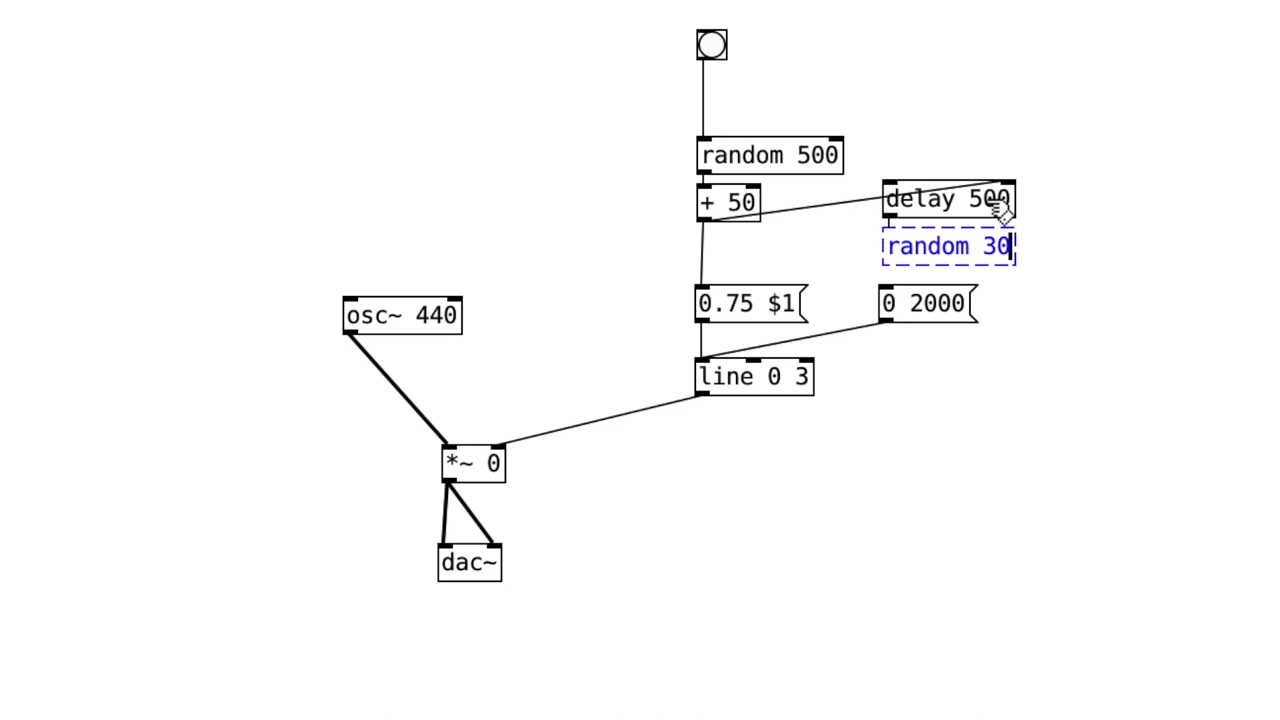 random 500
+ 50
delay 500
random 30
0.75 $1
0 2000
osc~ 440
line 0 3
*~ 0
dac~